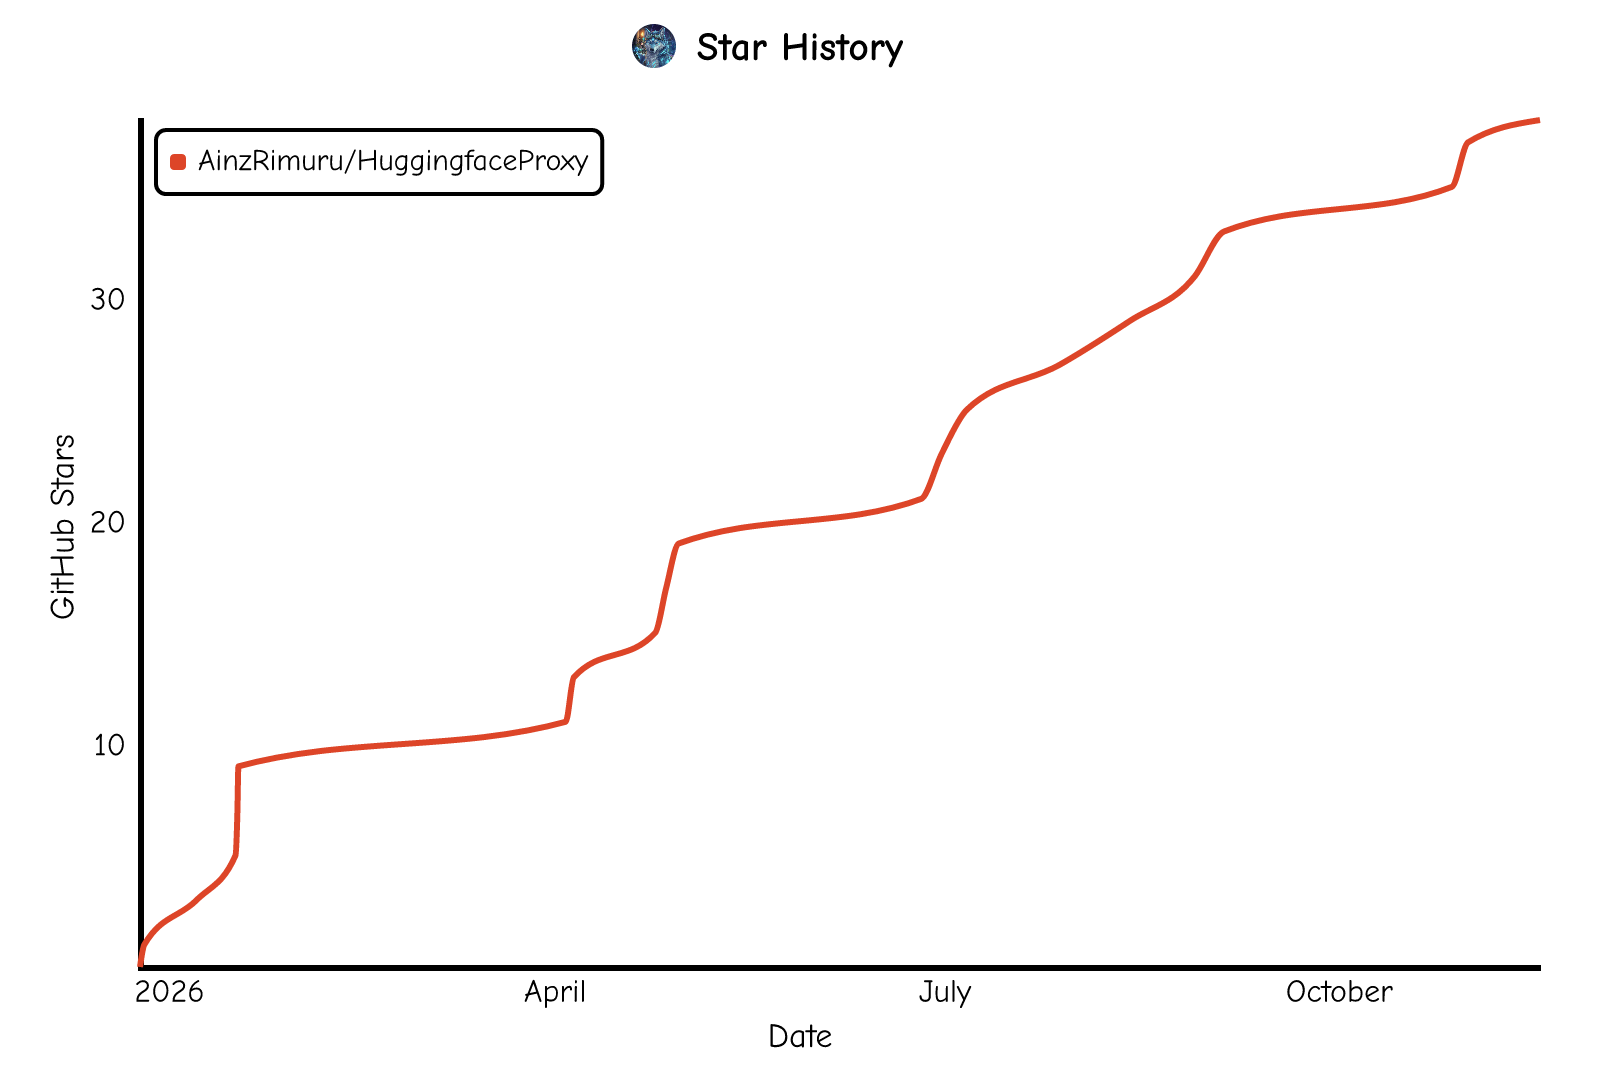 Star History
AinzRimuru/HuggingfaceProxy
30
20
10
GitHub Stars
2026
April
July
October
Date